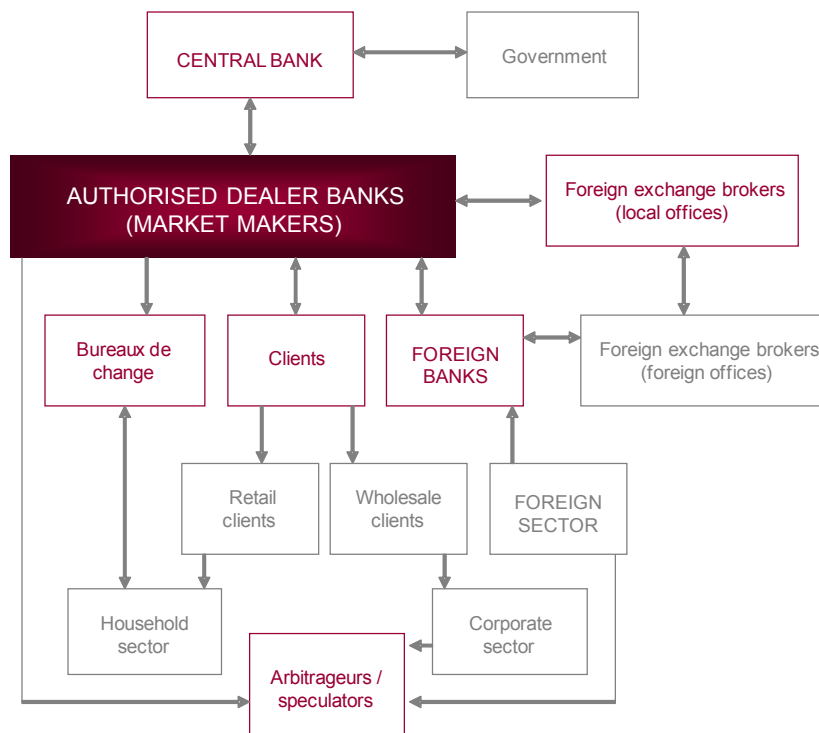 CENTRAL BANK
Government
AUTHORISED DEALER BANKS
(MARKET MAKERS)
Foreign exchange brokers
(local offices)
Bureaux de
change
Clients
FOREIGN
BANKS
Foreign exchange brokers
(foreign offices)
Retail
clients
Wholesale
clients
FOREIGN
SECTOR
Household
sector
Corporate
sector
Arbitrageurs /
speculators